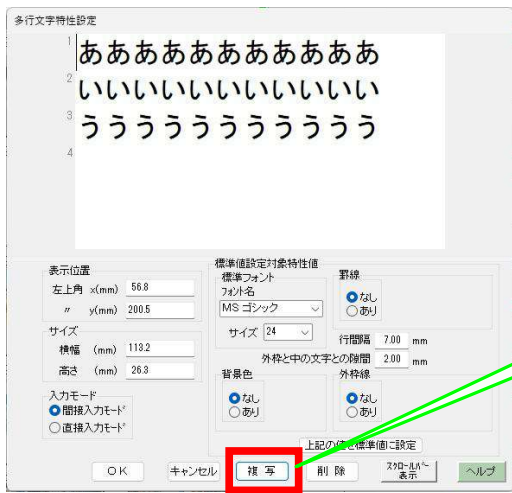 多行文字特性設定
1 あああああああああああ
2 いいいいいいいいいいい
3 ううううううううううう
4
表示位置
左上角 x(mm) 56.8
〃 y(mm) 200.5
サイズ
横幅 (mm) 113.2
高さ (mm) 26.3
入力モード
間接入力モード
直接入力モード
標準値設定対象特性値
標準フォント
フォント名
MS ゴシック
サイズ 24
罫線
なし
あり
行間隔 7.00 mm
外枠と中の文字との隙間 2.00 mm
背景色
なし
あり
外枠線
なし
あり
上記の値を標準値に設定
OK キャンセル 複写 削除 スクロールバー表示 ヘルプ